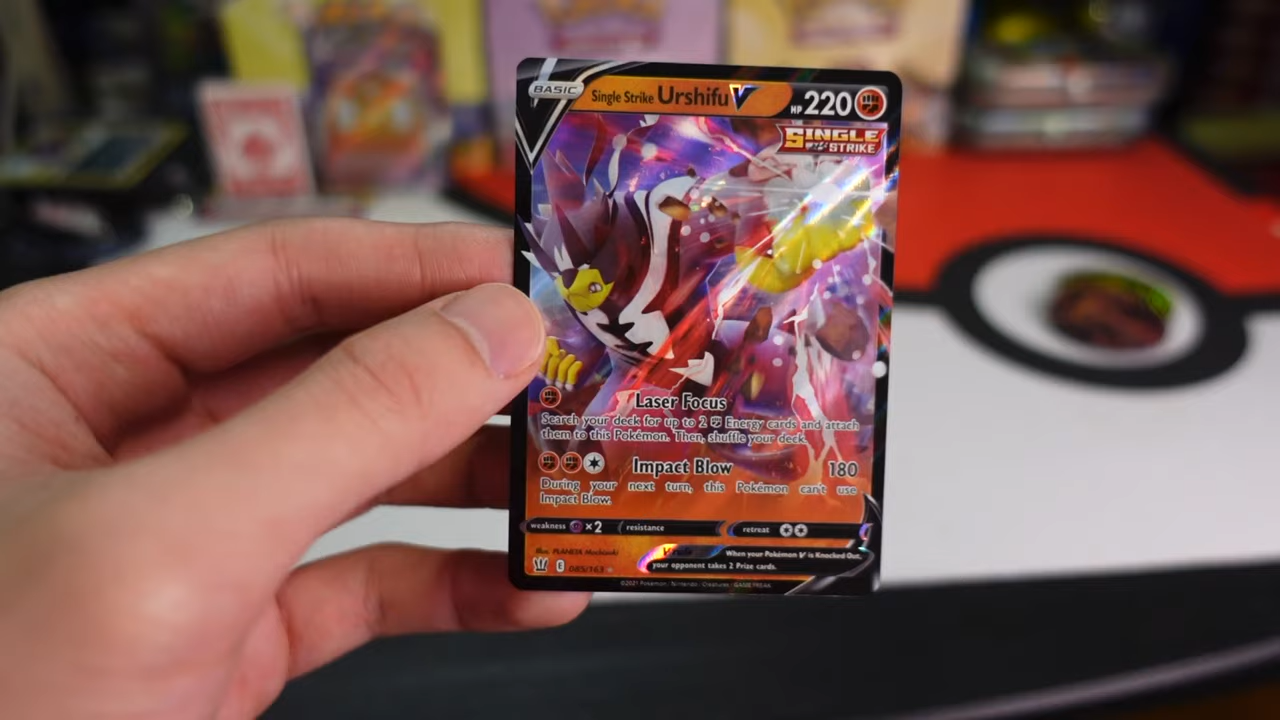 BASIC
Single Strike Urshifu V HP 220
SINGLE
STRIKE
Laser Focus
Search your deck for up to 2 Energy cards and attach
them to this Pokémon. Then, shuffle your deck.
Impact Blow 180
During your next turn, this Pokémon can't use
Impact Blow.
weakness ×2 resistance retreat
Illus. PLANETA Mochizuki
V rule When your Pokémon V is Knocked Out,
your opponent takes 2 Prize cards.
E 085/163
©2021 Pokémon / Nintendo / Creatures / GAME FREAK